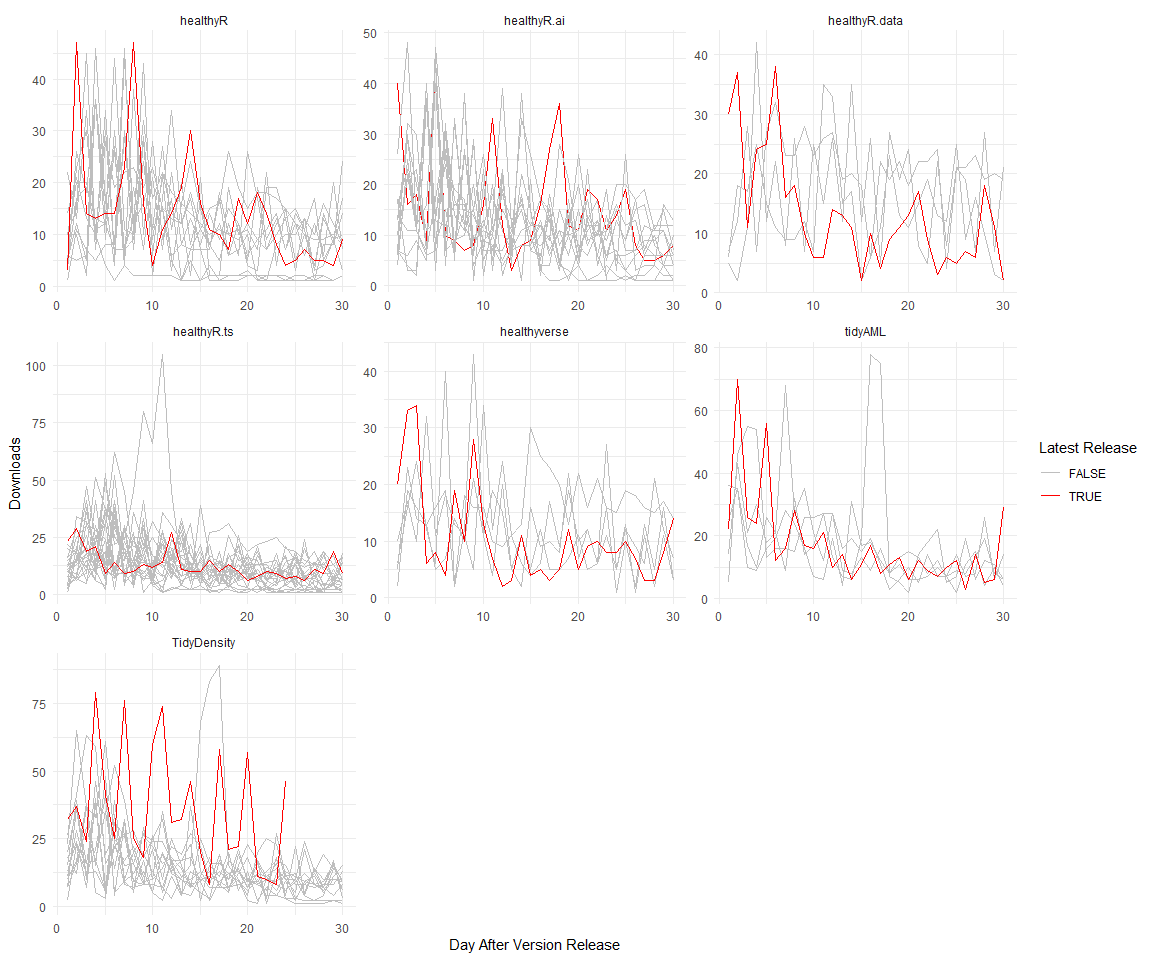 healthyR healthyR.ai healthyR.data
50
40 40 40
30 30 30
20 20 20
10 10 10
0 0 0
0 10 20 30 0 10 20 30 0 10 20 30
healthyR.ts healthyverse tidyAML
100 40 80
75 30 60
50 20 40
25 10 20
0 0 0
0 10 20 30 0 10 20 30 0 10 20 30
Downloads
Latest Release
FALSE
TRUE
TidyDensity
75
50
25
0
0 10 20 30
Day After Version Release